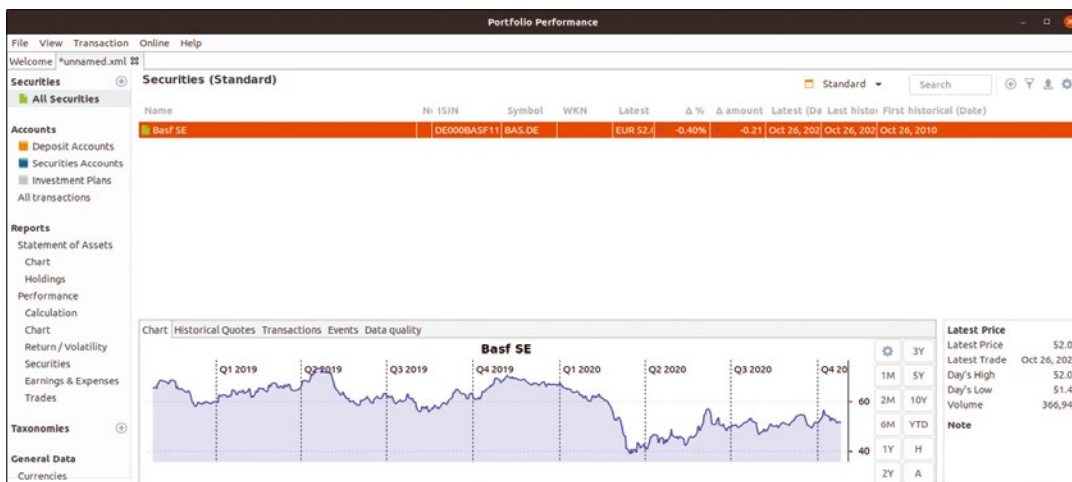 Portfolio Performance
File View Transaction Online Help
Welcome *unnamed.xml
Securities
All Securities
Accounts
Deposit Accounts
Securities Accounts
Investment Plans
All transactions
Reports
Statement of Assets
Chart
Holdings
Performance
Calculation
Chart
Return / Volatility
Securities
Earnings & Expenses
Trades
Taxonomies
General Data
Currencies
Securities (Standard)
Standard
Search
Name ISIN Symbol WKN Latest Δ % Δ amount Latest (Da Last histo First historical (Date)
Basf SE DE000BASF11 BAS.DE EUR 52.0 -0.40% -0.21 Oct 26, 202 Oct 26, 202 Oct 26, 2010
Chart Historical Quotes Transactions Events Data quality
Basf SE
Q1 2019 Q2 2019 Q3 2019 Q4 2019 Q1 2020 Q2 2020 Q3 2020 Q4 20
60
40
3Y
1M 5Y
2M 10Y
6M YTD
1Y H
2Y A
Latest Price
Latest Price 52.0
Latest Trade Oct 26, 202
Day's High 52.0
Day's Low 51.4
Volume 366,94
Note